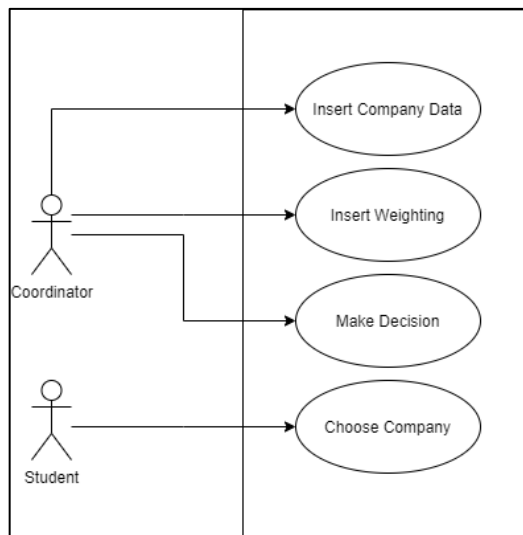 Insert Company Data
Insert Weighting
Coordinator
Make Decision
Choose Company
Student